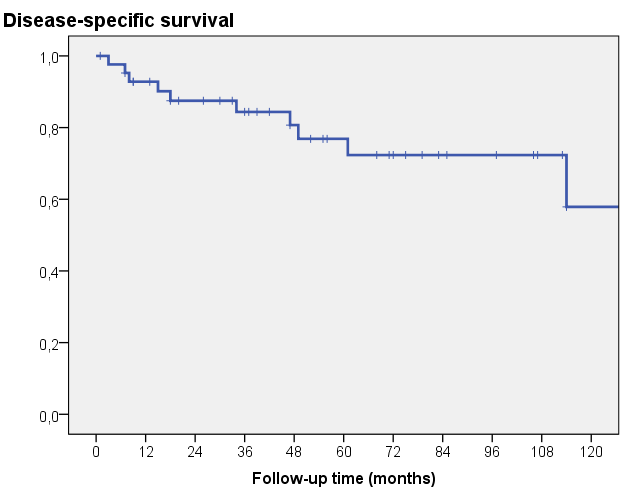 Disease-specific survival
1,0
0,8
0,6
0,4
0,2
0,0
0 12 24 36 48 60 72 84 96 108 120
Follow-up time (months)